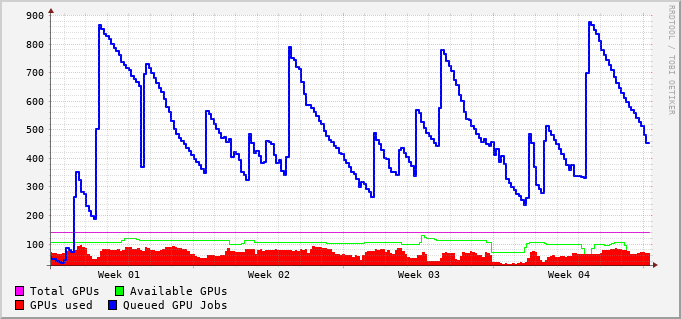 900
800
700
600
500
400
300
200
100
Week 01 Week 02 Week 03 Week 04
Total GPUs Available GPUs
GPUs used Queued GPU Jobs
RRDTOOL / TOBI OETIKER